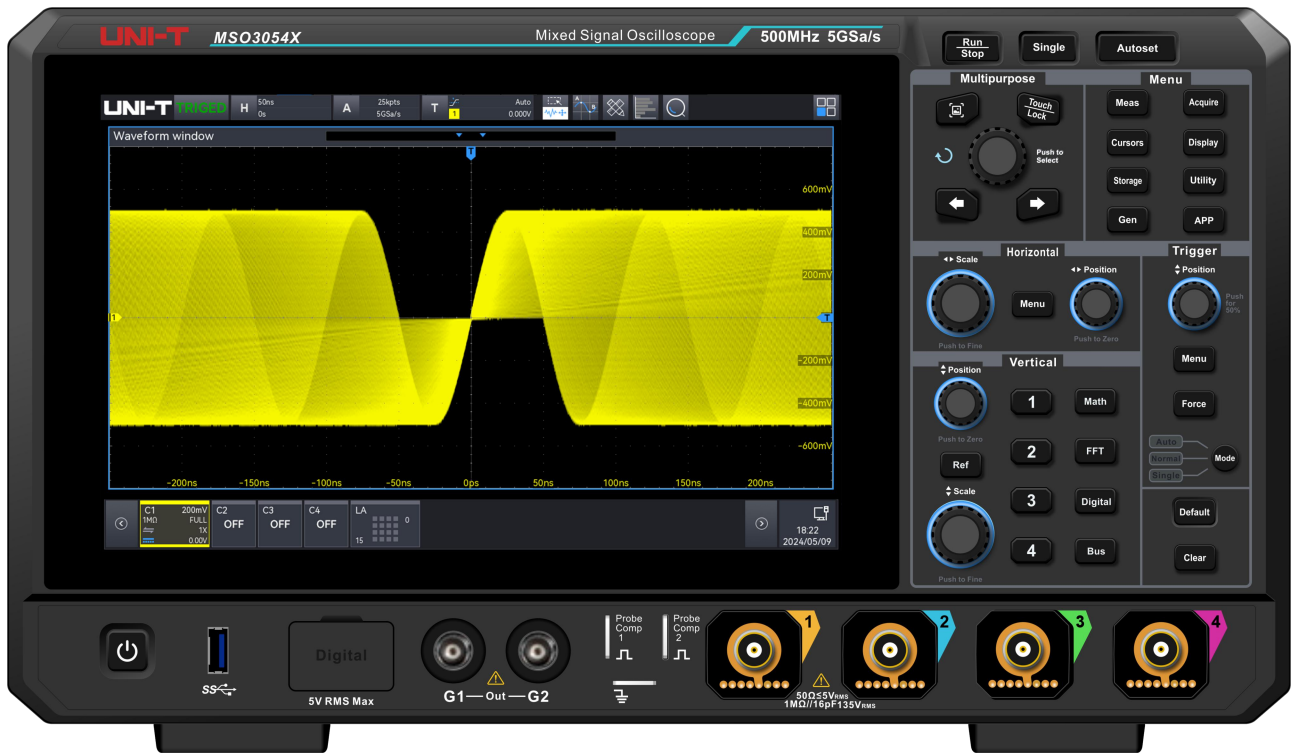 UNI-T MSO3054X Mixed Signal Oscilloscope 500MHz 5GSa/s
Run
Stop
Single
Autoset
Multipurpose
Touch
Lock
Push to
Select
Menu
Meas
Acquire
Cursors
Display
Storage
Utility
Gen
APP
UNI-T TRIGED H 50ns A 25kpts T Auto
0s 5GSa/s 1 0.000V
Waveform window
T
600mV
400mV
200mV
1
T
-200mV
-400mV
-600mV
-200ns -150ns -100ns -50ns 0ps 50ns 100ns 150ns 200ns
C1 200mV
1MΩ FULL
1X
0.00V
C2
OFF
C3
OFF
C4
OFF
LA
0
15
18:22
2024/05/09
Horizontal
Scale
Push to Fine
Menu
Position
Push to Zero
Trigger
Position
Push
for
50%
Menu
Force
Auto
Normal
Single
Mode
Default
Clear
Vertical
Position
Push to Zero
Ref
Scale
Push to Fine
1
Math
2
FFT
3
Digital
4
Bus
SS
Digital
5V RMS Max
G1 Out G2
Probe
Comp
1
Probe
Comp
2
1
2
3
4
50Ω≤5VRMS
1MΩ//16pF135VRMS